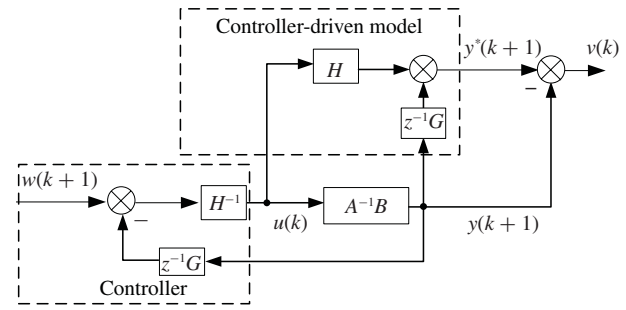 Controller-driven model
y*(k + 1)
v(k)
H
−
z⁻¹G
w(k + 1)
−
H⁻¹
u(k)
A⁻¹B
y(k + 1)
z⁻¹G
Controller